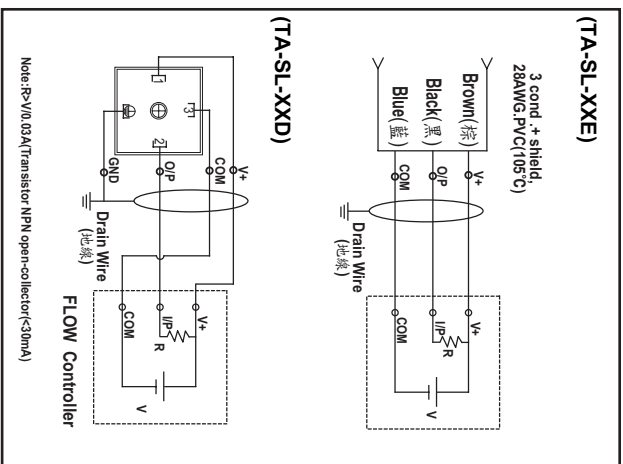 (TA-SL-XXE)
3 cond .+ shield,
28AWG.PVC(105°C)
Brown(棕)
Black(黑)
Blue(藍)
V+
O/P
COM
Drain Wire
(地線)
V+
I/P
R
COM
V
(TA-SL-XXD)
1
3
2
V+
COM
O/P
GND
Drain Wire
(地線)
V+
I/P
R
COM
V
FLOW Controller
Note:R>V/0.03A(Transistor NPN open-collector(<30mA)